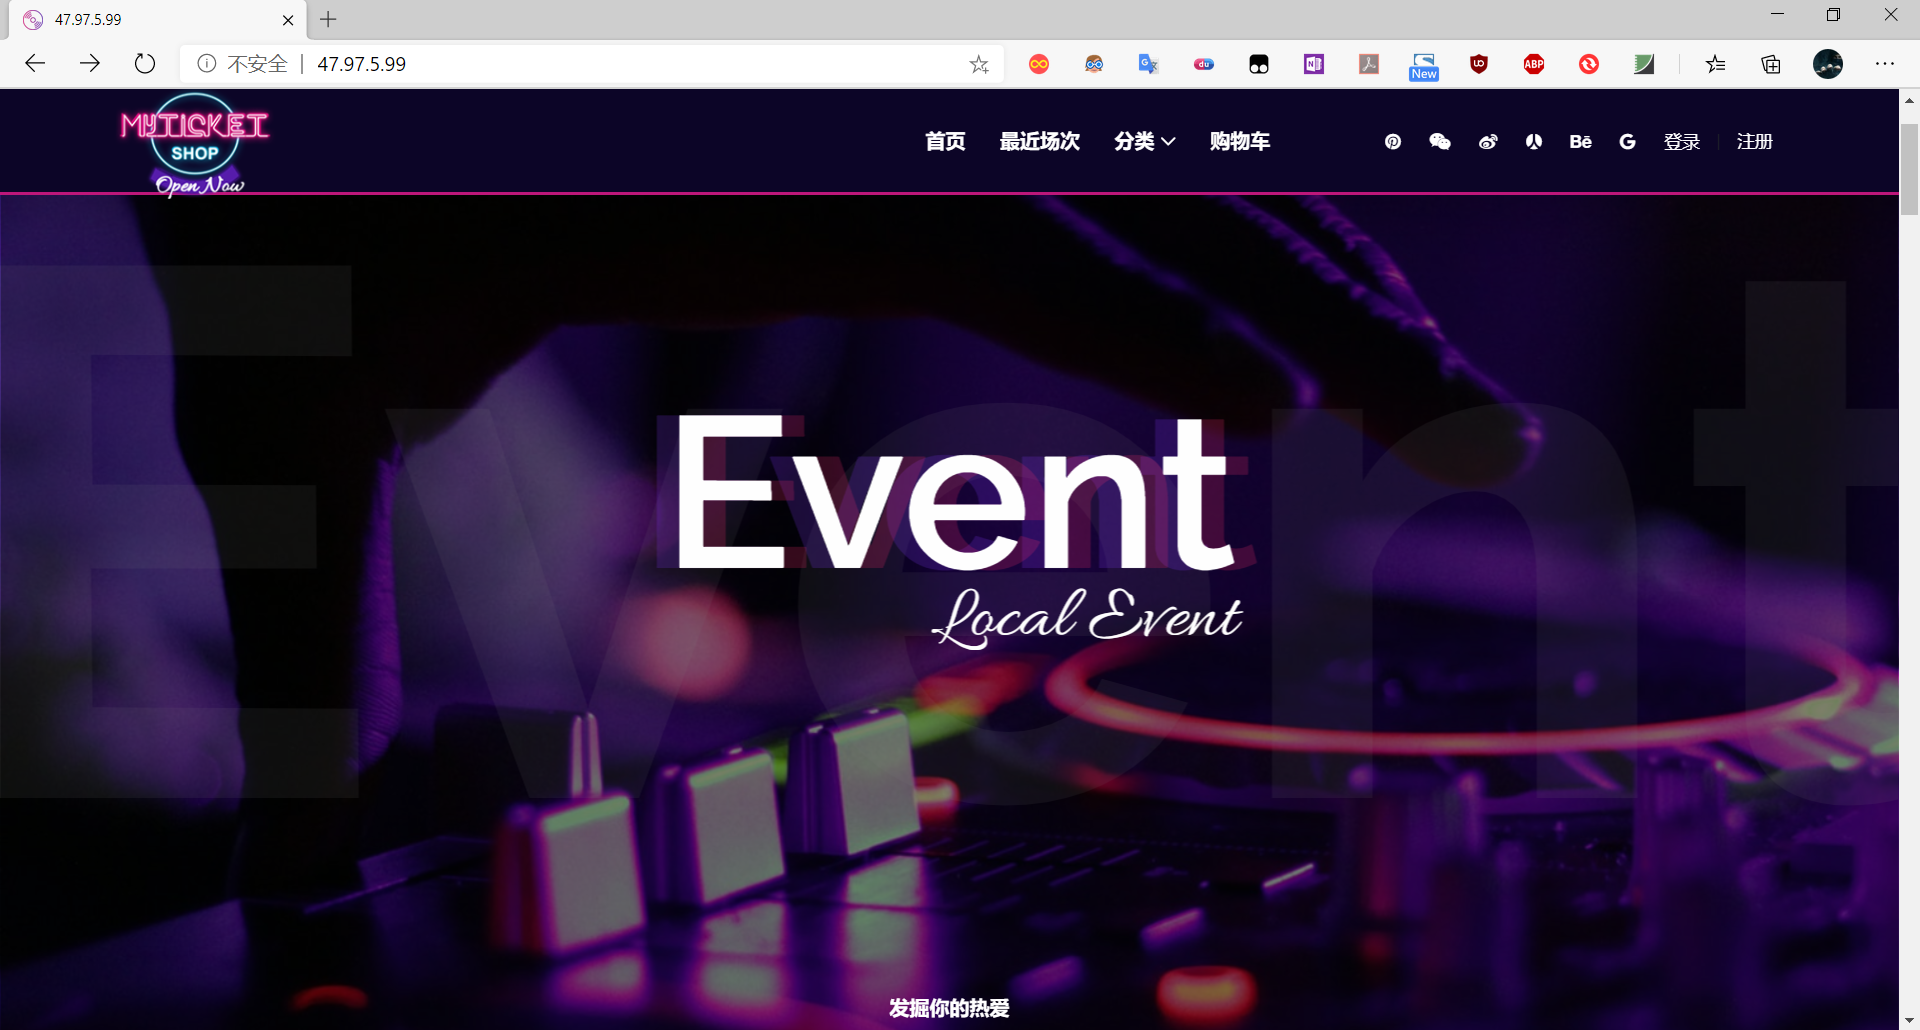 47.97.5.99
不安全 | 47.97.5.99
New
MYTICKET
SHOP
Open Now
首页 最近场次 分类 购物车 Bē G 登录 注册
Event
Event
Local Event
发掘你的热爱